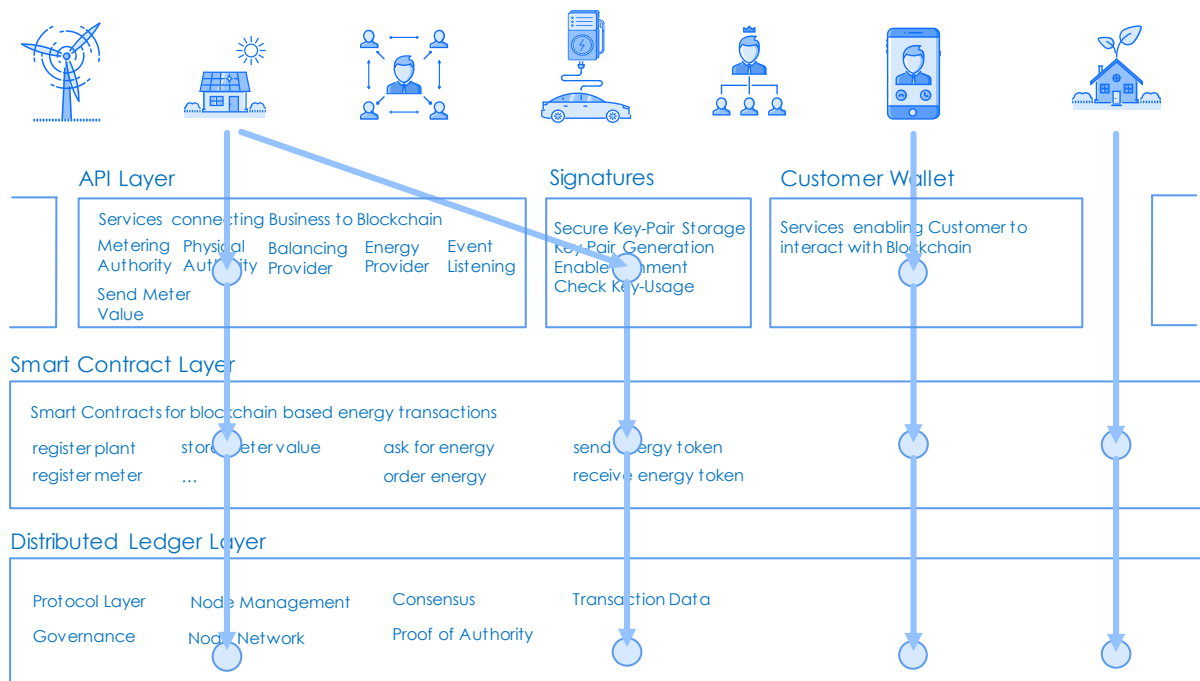 API Layer
Signatures
Customer Wallet
Services connecting Business to Blockchain
Metering Authority
Physical Authority
Balancing Provider
Energy Provider
Event Listening
Send Meter Value
Secure Key-Pair Storage
Key-Pair Generation
Enable
Check Key-Usage
Services enabling Customer to
interact with Blockchain
Smart Contract Layer
Smart Contracts for blockchain based energy transactions
register plant
store meter value
ask for energy
send energy token
register meter
...
order energy
receive energy token
Distributed Ledger Layer
Protocol Layer
Node Management
Consensus
Transaction Data
Governance
Node Network
Proof of Authority